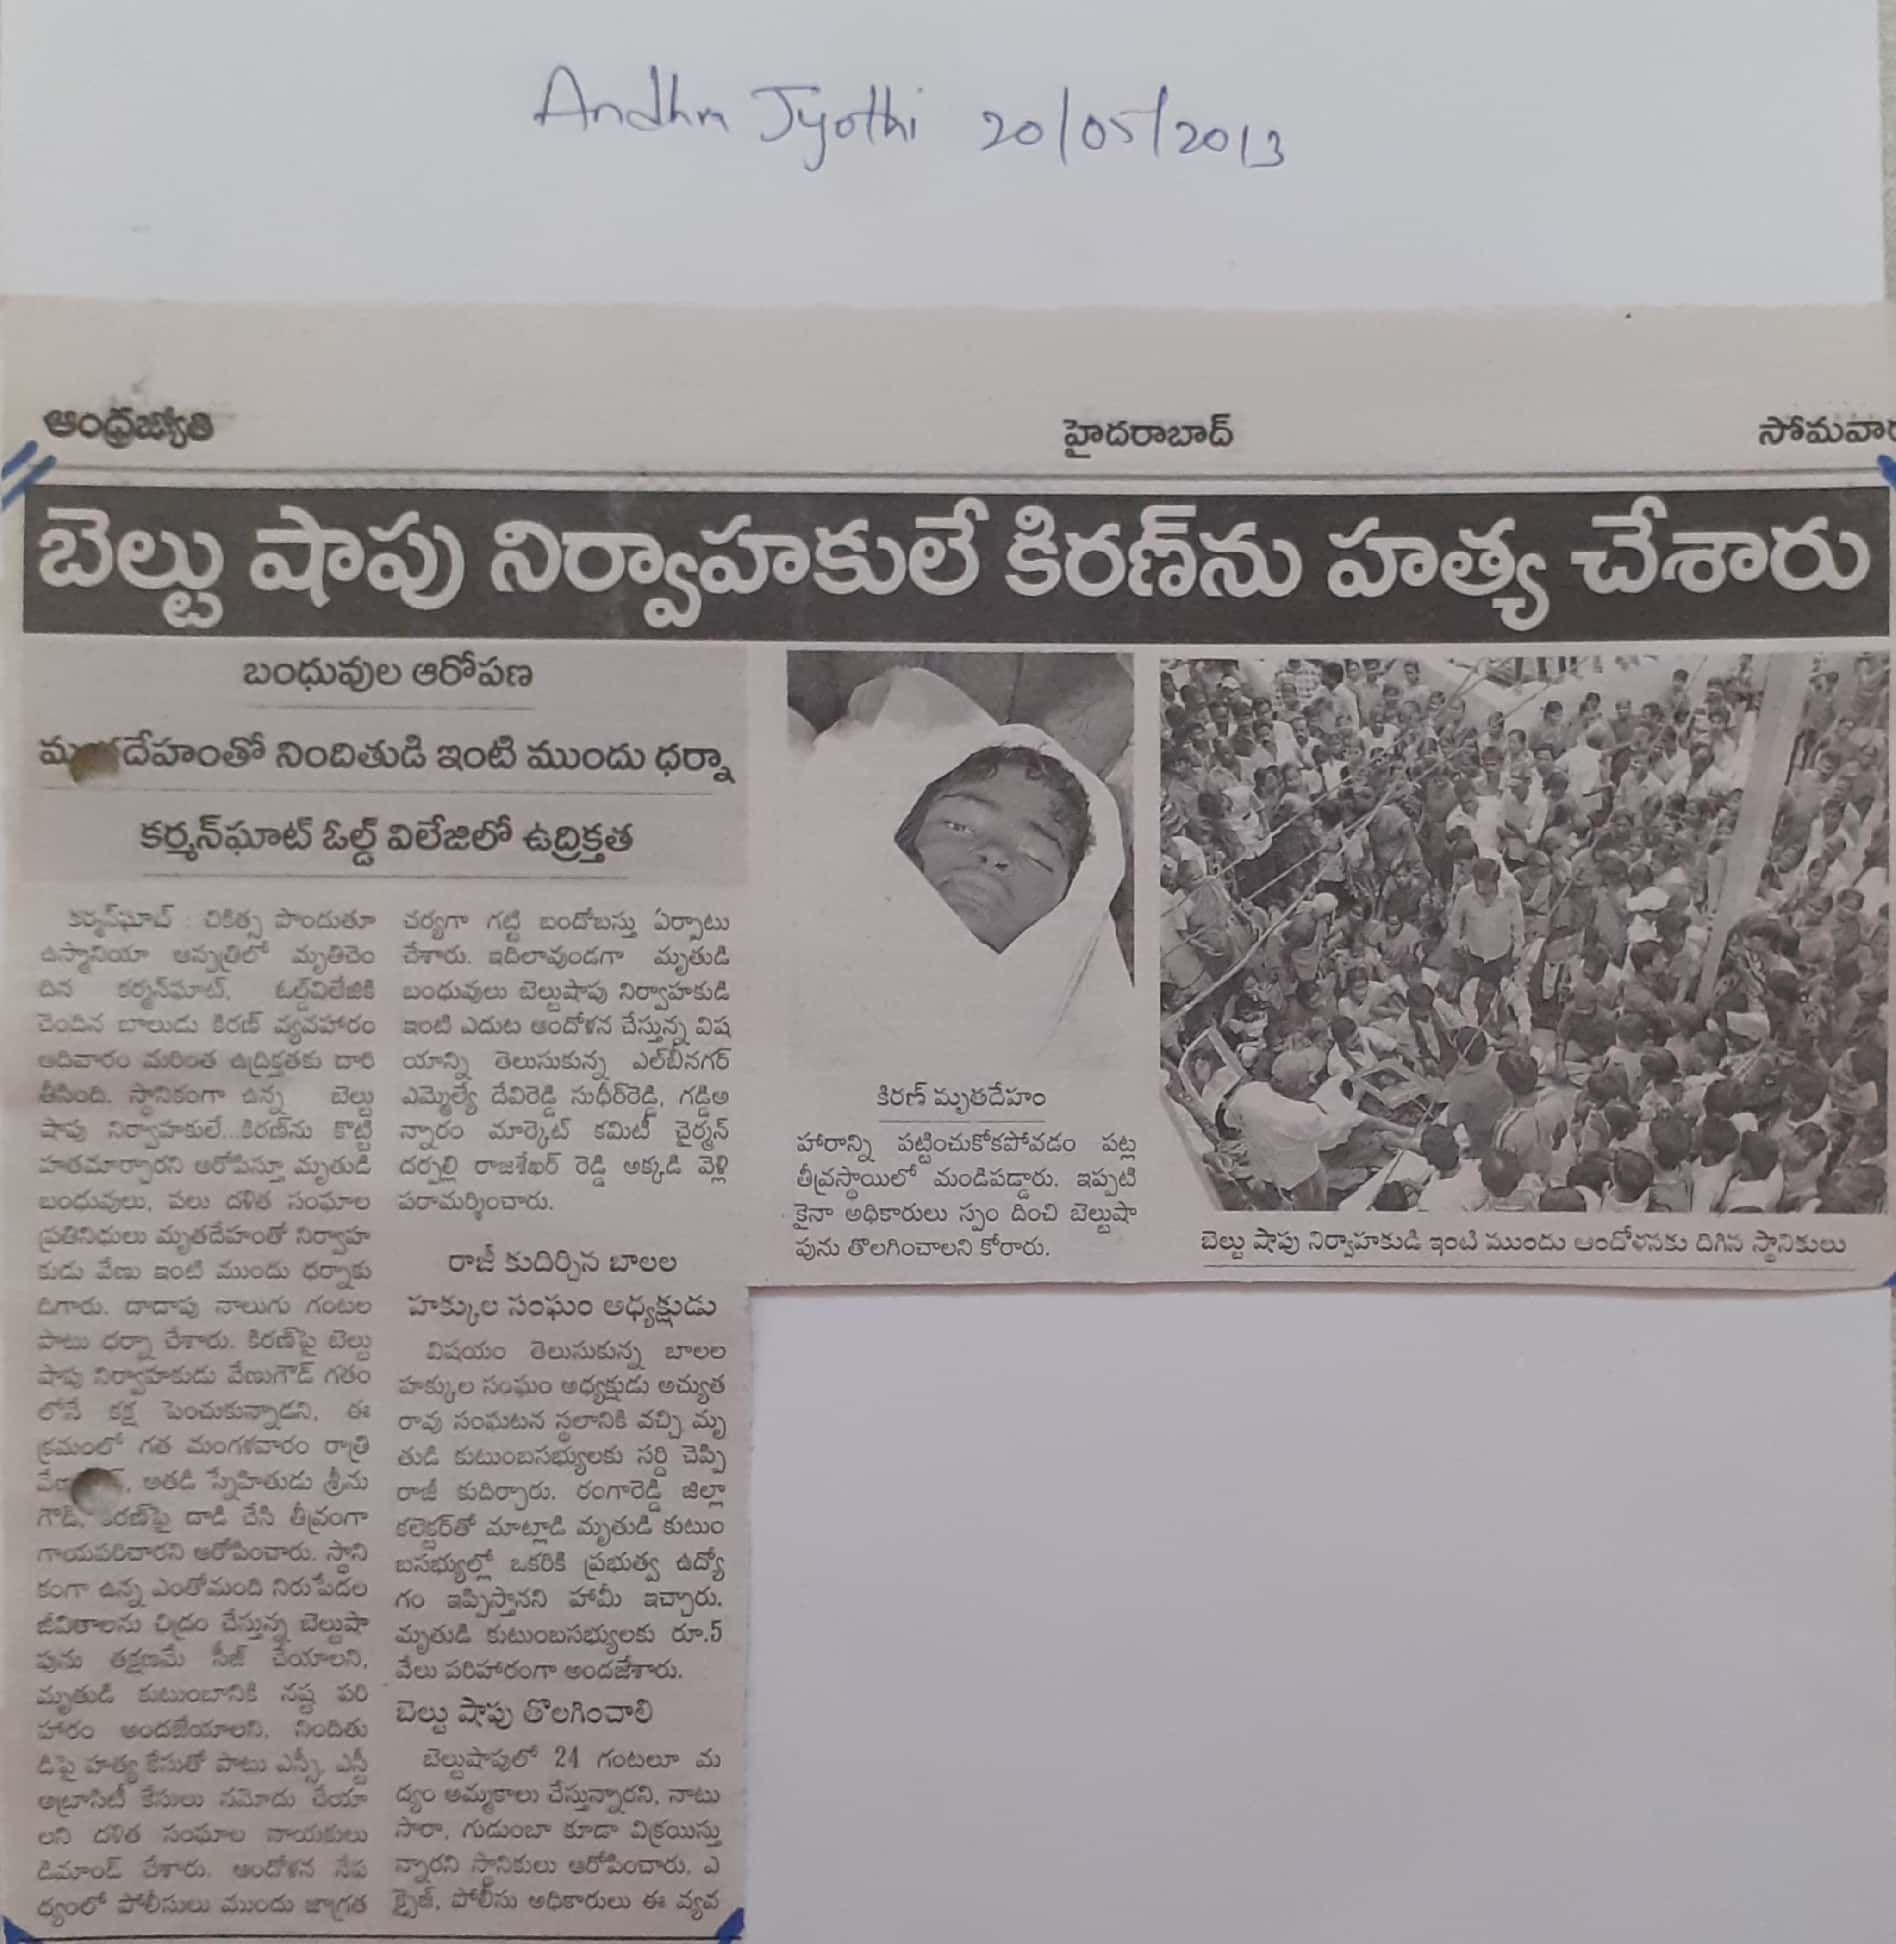 Andhra Jyothi 20/05/2013
ఆంధ్రజ్యోతి
హైదరాబాద్
సోమవార
బెల్టు షాపు నిర్వాహకులే కిరణ్‌ను హత్య చేశారు
బంధువుల ఆరోపణ
దేహంతో నిందితుడి ఇంటి ముందు ధర్నా
కర్మన్‌ఘాట్ ఓల్డ్ విలేజిలో ఉద్రిక్తత
కర్మన్‌ఘాట్ : చికిత్స పొందుతూ
ఉస్మానియా ఆస్పత్రిలో మృతిచెం
దిన కర్మన్‌ఘాట్, ఓల్డ్‌విలేజికి
చెందిన బాలుడు కిరణ్ వ్యవహారం
ఆదివారం మరింత ఉద్రిక్తతకు దారి
తీసింది. స్థానికంగా ఉన్న బెల్టు
షాపు నిర్వాహకులే...కిరణ్‌ను కొట్టి
హతమార్చారని ఆరోపిస్తూ మృతుడి
బంధువులు, పలు దళిత సంఘాల
ప్రతినిధులు మృతదేహంతో నిర్వాహ
కుడు వేణు ఇంటి ముందు ధర్నాకు
దిగారు. దాదాపు నాలుగు గంటల
పాటు ధర్నా చేశారు. కిరణ్‌పై బెల్టు
షాపు నిర్వాహకుడు వేణుగౌడ్ గతం
లోనే కక్ష పెంచుకున్నాడని, ఈ
క్రమంలో గత మంగళవారం రాత్రి
అతడి స్నేహితుడు శ్రీను
గౌడ్, కిరణ్‌పై దాడి చేసి తీవ్రంగా
గాయపరిచారని ఆరోపించారు. స్థాని
కంగా ఉన్న ఎంతోమంది నిరుపేదల
జీవితాలను ఛిద్రం చేస్తున్న బెల్టుషా
పును తక్షణమే సీజ్ చేయాలని,
మృతుడి కుటుంబానికి నష్ట పరి
హారం అందజేయాలని, నిందితు
డిపై హత్య కేసుతో పాటు ఎస్సీ, ఎస్టీ
అట్రాసిటీ కేసులు నమోదు చేయా
లని దళిత సంఘాల నాయకులు
డిమాండ్ చేశారు. ఆందోళన నేప
థ్యంలో పోలీసులు ముందు జాగ్రత
చర్యగా గట్టి బందోబస్తు ఏర్పాటు
చేశారు. ఇదిలావుండగా మృతుడి
బంధువులు బెల్టుషాపు నిర్వాహకుడి
ఇంటి ఎదుట ఆందోళన చేస్తున్న విష
యాన్ని తెలుసుకున్న ఎల్‌బీనగర్
ఎమ్మెల్యే దేవిరెడ్డి సుధీర్‌రెడ్డి, గడ్డిఅ
న్నారం మార్కెట్ కమిటీ చైర్మన్
దర్పల్లి రాజశేఖర్ రెడ్డి అక్కడి వెళ్లి
పరామర్శించారు.
రాజీ కుదిర్చిన బాలల
హక్కుల సంఘం అధ్యక్షుడు
విషయం తెలుసుకున్న బాలల
హక్కుల సంఘం అధ్యక్షుడు అచ్యుత
రావు సంఘటన స్థలానికి వచ్చి మృ
తుడి కుటుంబసభ్యులకు సర్ది చెప్పి
రాజీ కుదిర్చారు. రంగారెడ్డి జిల్లా
కలెక్టర్‌తో మాట్లాడి మృతుడి కుటుం
బసభ్యుల్లో ఒకరికి ప్రభుత్వ ఉద్యో
గం ఇప్పిస్తానని హామీ ఇచ్చారు.
మృతుడి కుటుంబసభ్యులకు రూ.5
వేలు పరిహారంగా అందజేశారు.
బెల్టు షాపు తొలగించాలి
బెల్టుషాపులో 24 గంటలూ మ
ద్యం అమ్మకాలు చేస్తున్నారని, నాటు
సారా, గుడుంబా కూడా విక్రయిస్తు
న్నారని స్థానికులు ఆరోపించారు. ఎ
క్సైజ్, పోలీసు అధికారులు ఈ వ్యవ
కిరణ్ మృతదేహం
హారాన్ని పట్టించుకోకపోవడం పట్ల
తీవ్రస్థాయిలో మండిపడ్డారు. ఇప్పటి
కైనా అధికారులు స్పం దించి బెల్టుషా
పును తొలగించాలని కోరారు.
బెల్టు షాపు నిర్వాహకుడి ఇంటి ముందు ఆందోళనకు దిగిన స్థానికులు